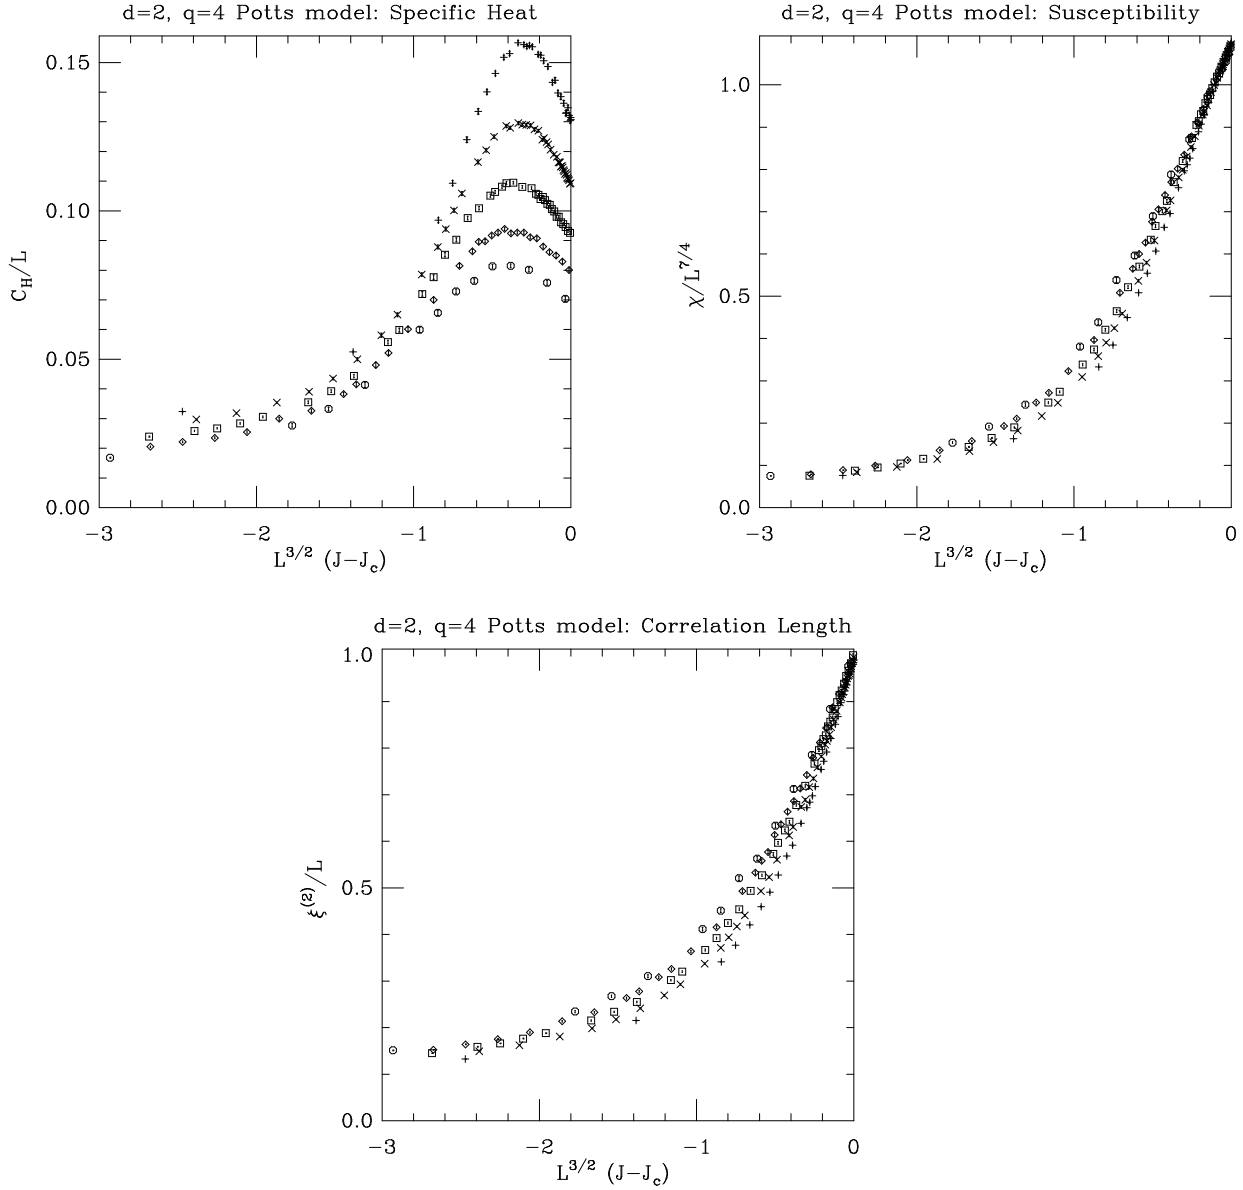 d=2, q=4 Potts model: Specific Heat
0.15
0.10
0.05
0.00
C_H/L
−3 −2 −1 0
L^{3/2} (J−J_c)
d=2, q=4 Potts model: Susceptibility
1.0
0.5
0.0
χ/L^{7/4}
−3 −2 −1 0
L^{3/2} (J−J_c)
d=2, q=4 Potts model: Correlation Length
1.0
0.5
0.0
ξ^{(2)}/L
−3 −2 −1 0
L^{3/2} (J−J_c)